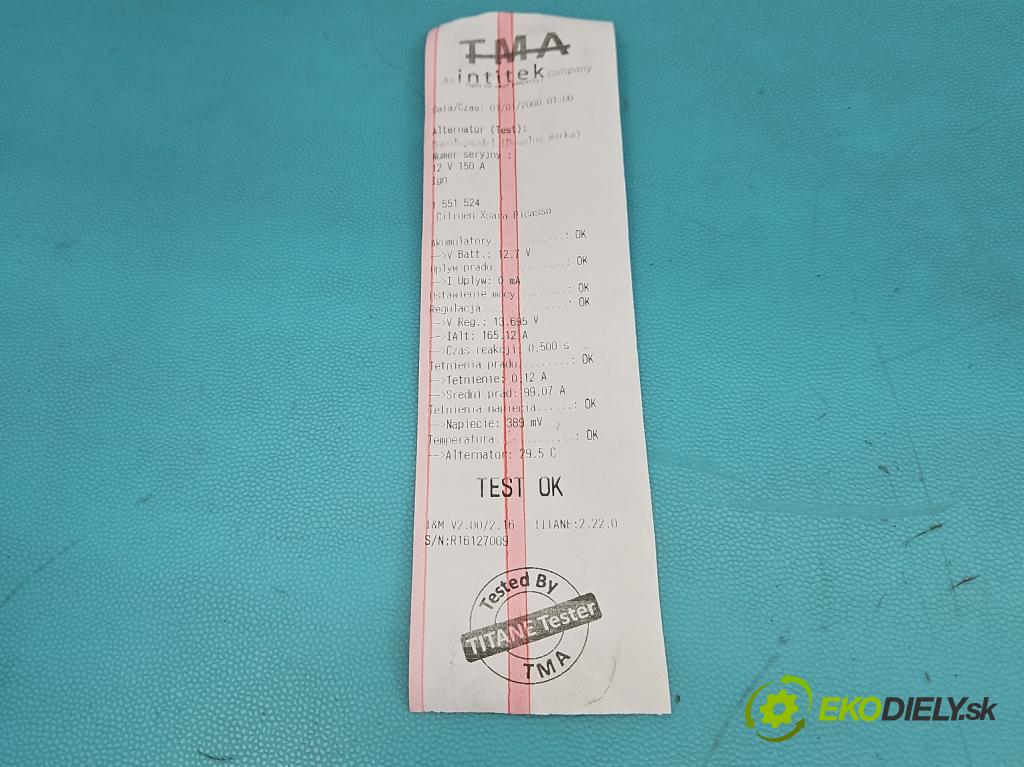 TMA
An intitek company
Data/Czas: 01/01/2000 01:00
Alternator (Test):
(Dowolna marka)
Numer seryjny :
12 V 150 A
Ign
1 551 524
Citroen Xsara Picasso
Akumulatory..........: OK
-->V Batt.: 12.7 V
Uplyw pradu..........: OK
-->I Uplyw: 0 mA
Ustawienie mocy.......: OK
Regulacja............: OK
-->V Reg.: 13.695 V
-->IAlt: 165.12 A
-->Czas reakcji: 0.500 s
Tetnienia pradu.......: OK
-->Tetnienie: 0.12 A
-->Sredni prad: 99.07 A
Tetnienia napiecia.....: OK
-->Napiecie: 389 mV
Temperatura...........: OK
-->Alternator: 29.5 C
TEST OK
J&M V2.00/2.16 TITANE:2.22.0
S/N:R16127009
Tested By
TITANE Tester
TMA
EKODIELY.sk